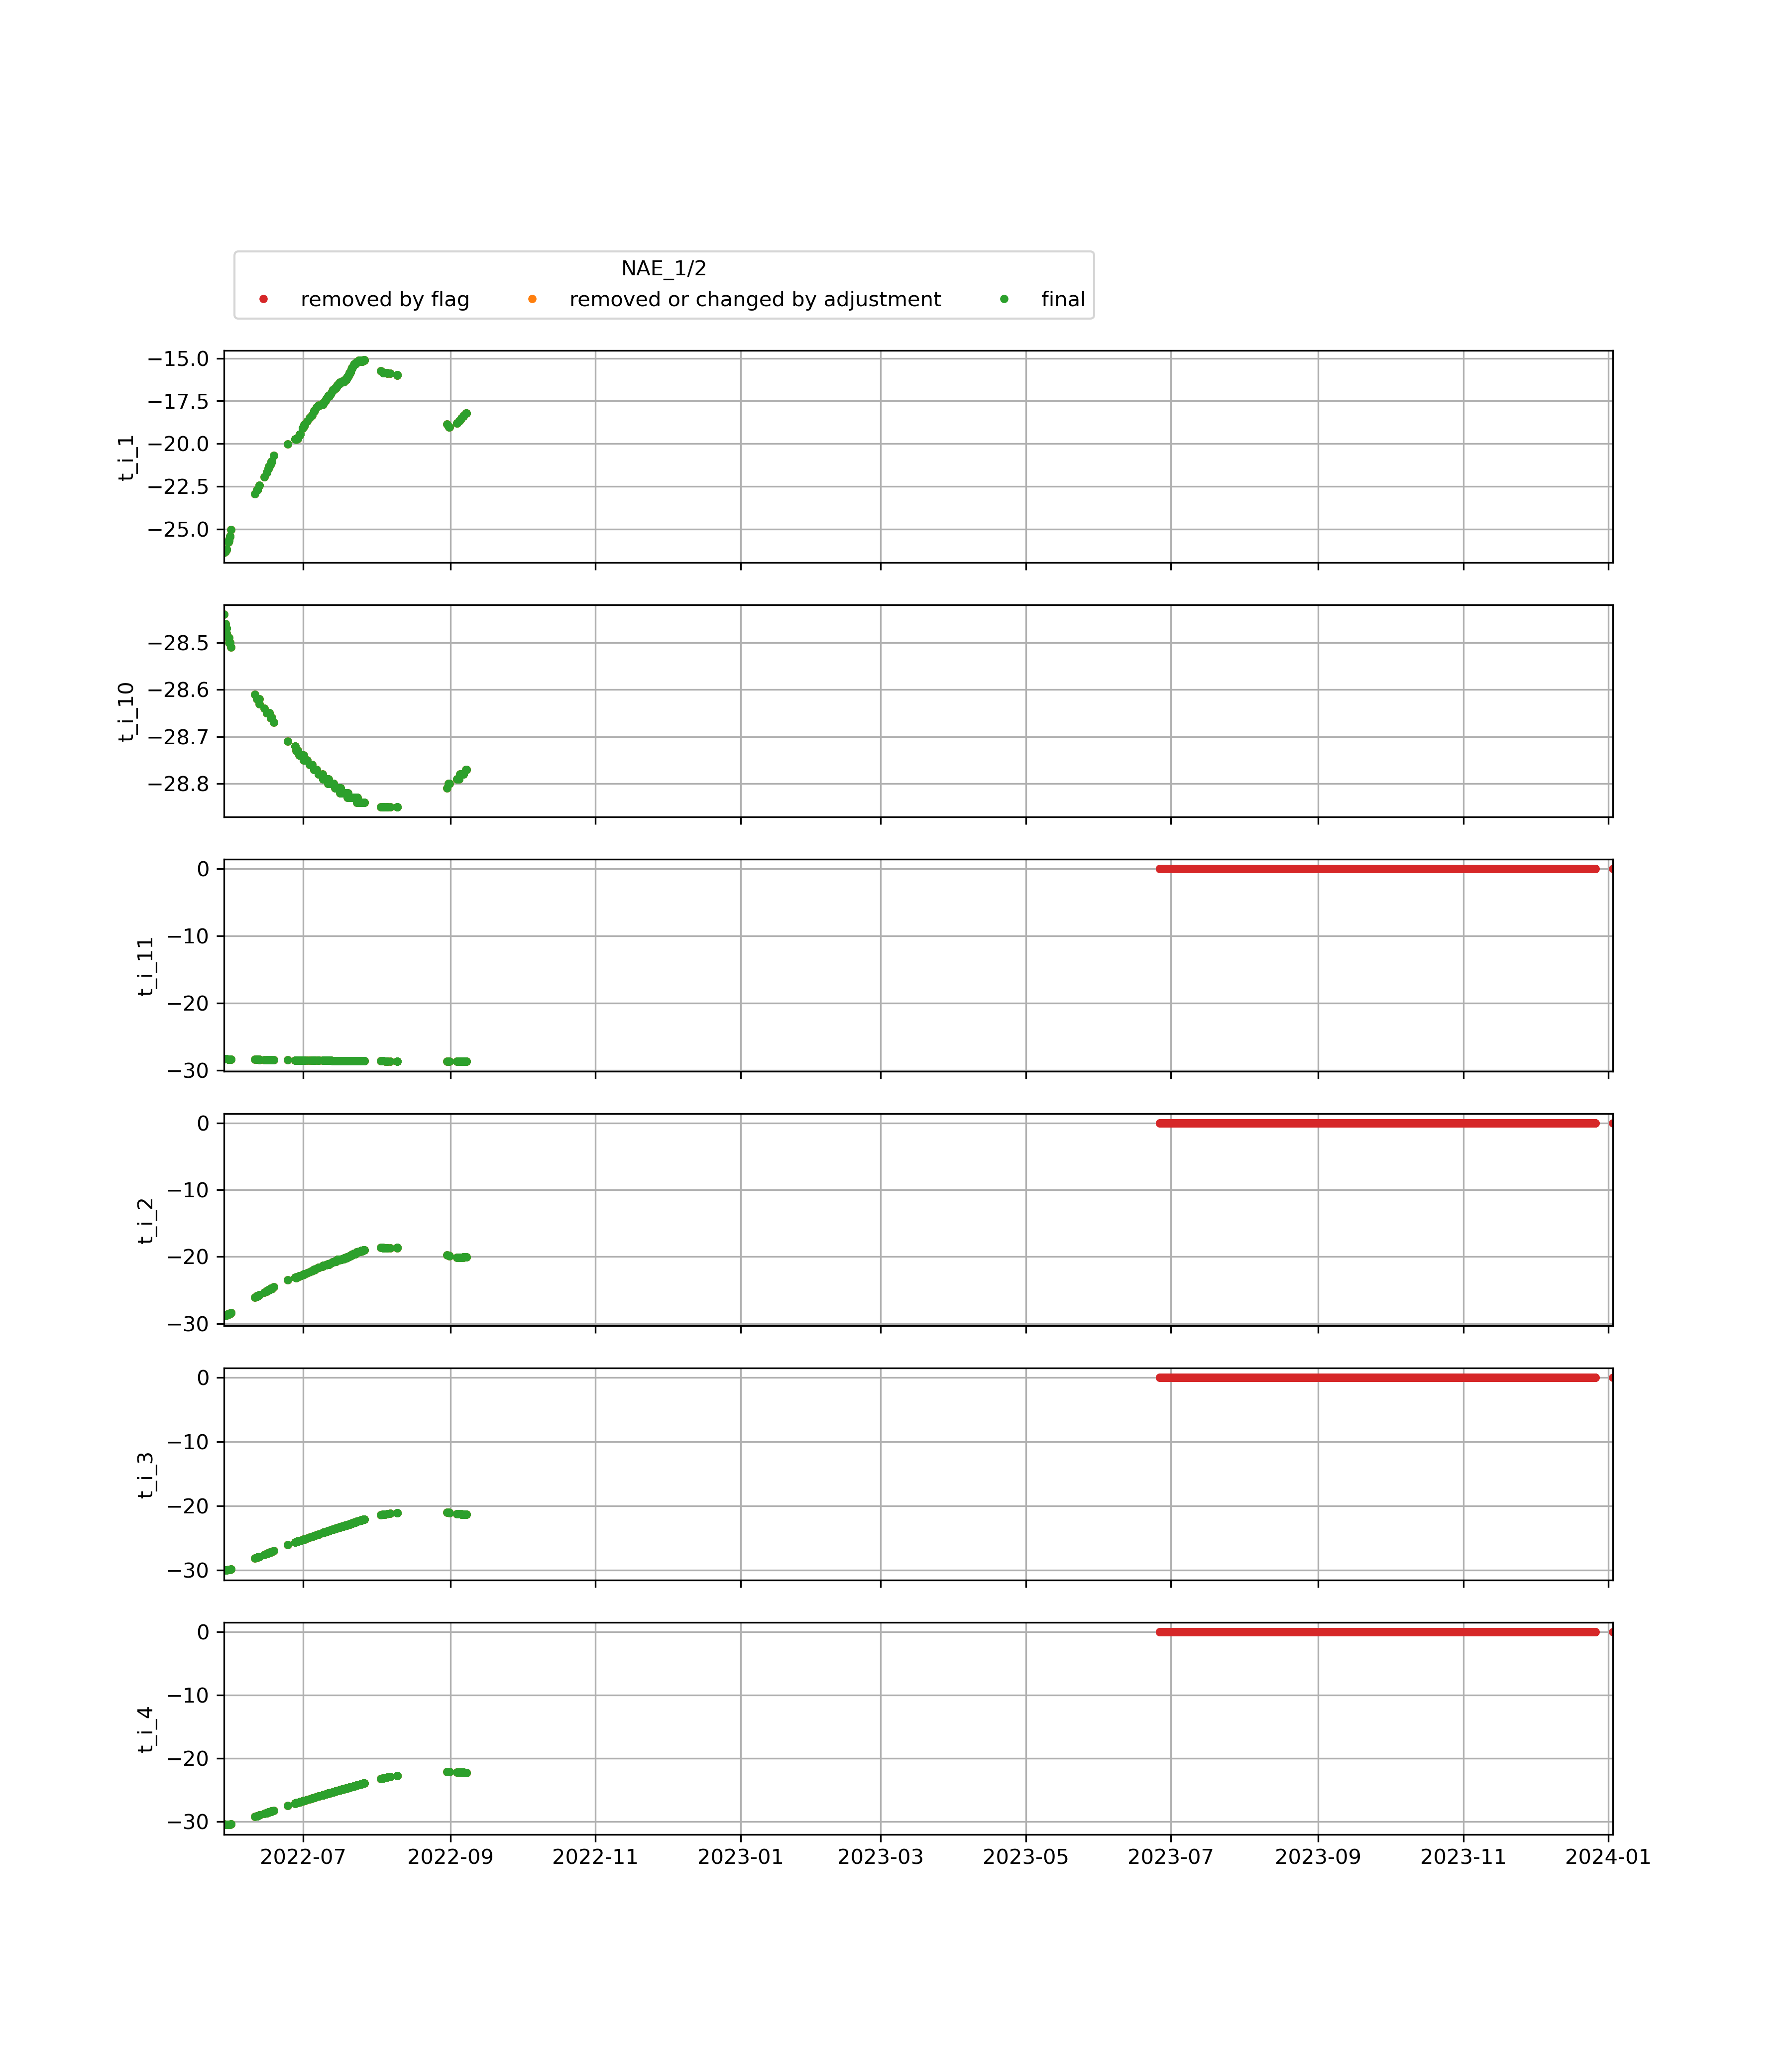 NAE_1/2
removed by flag removed or changed by adjustment final
−15.0
−17.5
−20.0
−22.5
−25.0
t_i_1
−28.5
−28.6
−28.7
−28.8
t_i_10
0
−10
−20
−30
t_i_11
0
−10
−20
−30
t_i_2
0
−10
−20
−30
t_i_3
0
−10
−20
−30
t_i_4
2022-07 2022-09 2022-11 2023-01 2023-03 2023-05 2023-07 2023-09 2023-11 2024-01